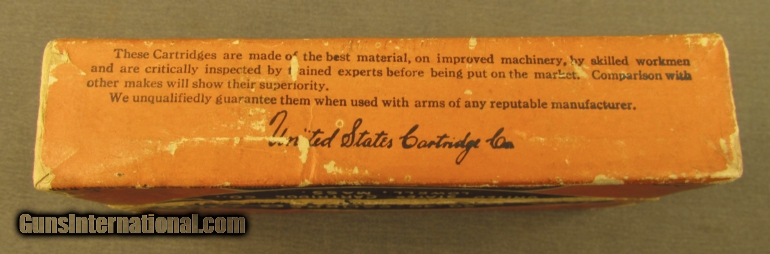 These Cartridges are made of the best material, on improved machinery, by skilled workmen
and are critically inspected by trained experts before being put on the market. Comparison with
other makes will show their superiority.
We unqualifiedly guarantee them when used with arms of any reputable manufacturer.
United States Cartridge Co.
GunsInternational.com